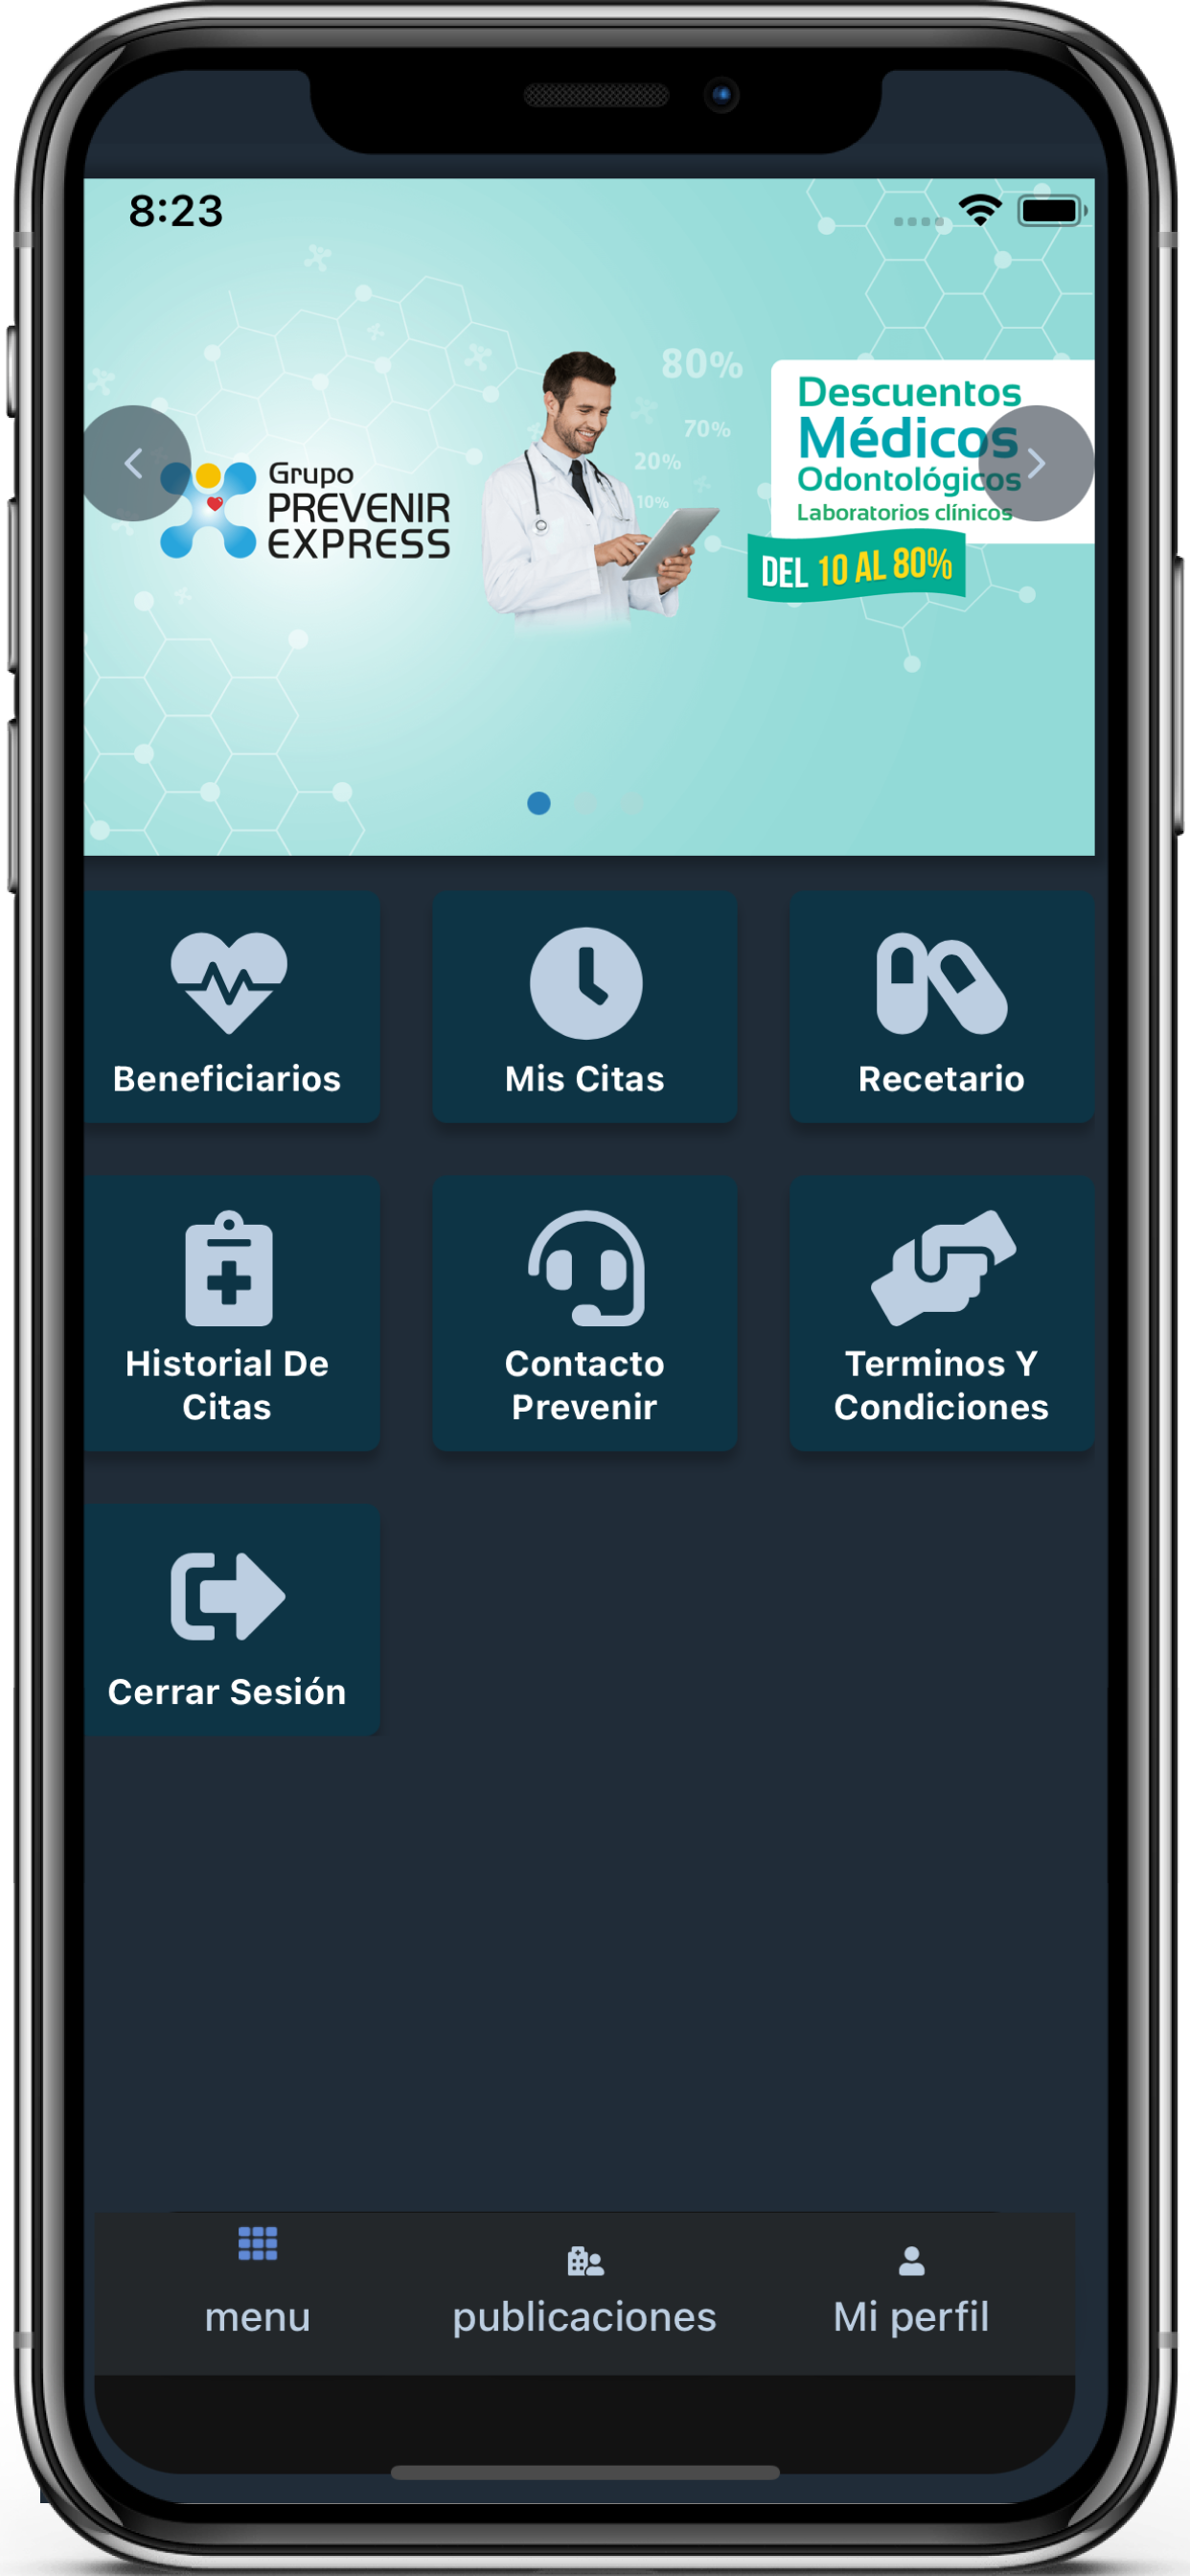 8:23
80%
70%
20%
10%
Grupo
PREVENIR
EXPRESS
Descuentos
Médicos
Odontológicos
Laboratorios clínicos
DEL 10 AL 80%
Beneficiarios
Mis Citas
Recetario
Historial De
Citas
Contacto
Prevenir
Terminos Y
Condiciones
Cerrar Sesión
menu
publicaciones
Mi perfil